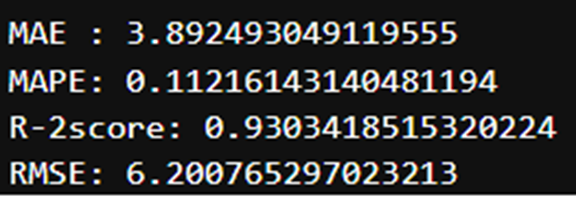 MAE : 3.892493049119555
MAPE: 0.11216143140481194
R-2score: 0.9303418515320224
RMSE: 6.200765297023213